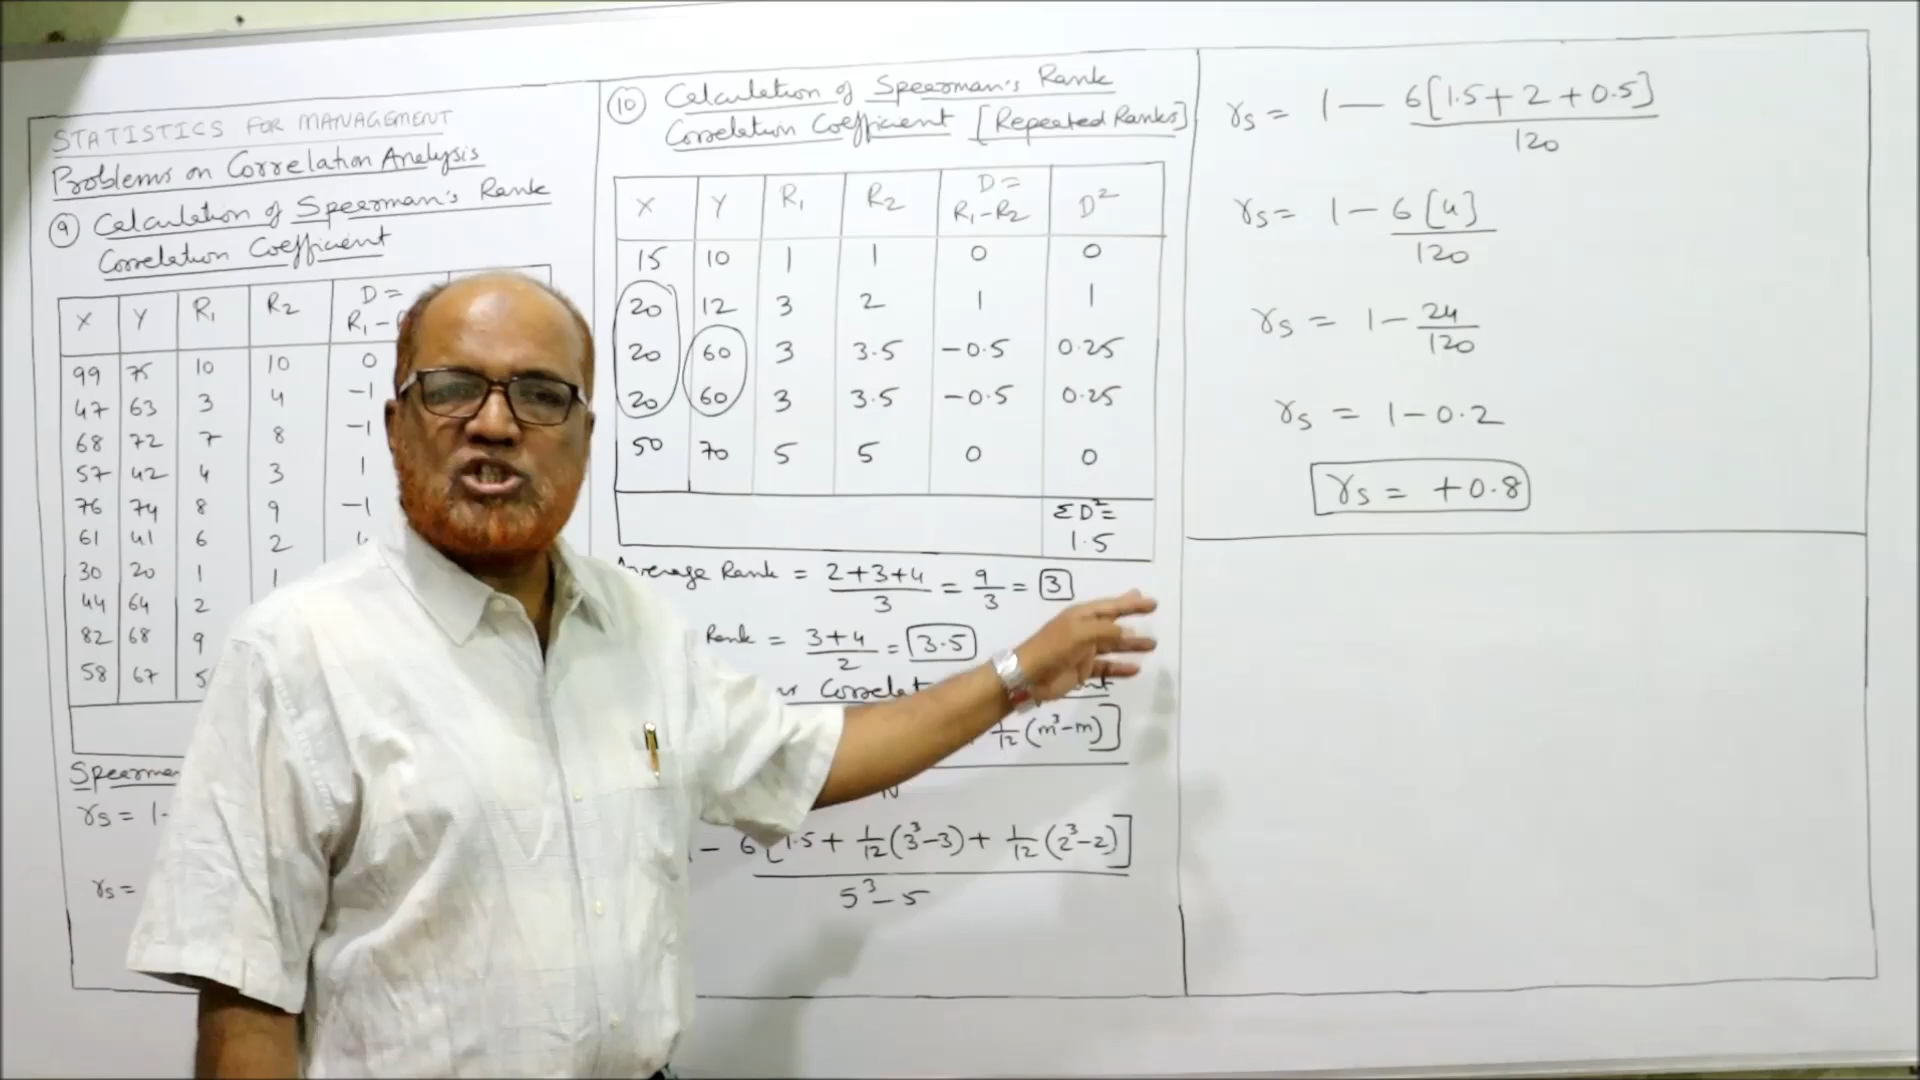 STATISTICS FOR MANAGEMENT
Problems on Correlation Analysis
(9) Calculation of Spearman's Rank
Correlation Coefficient
X Y R₁ R₂ D =
R₁ -
99 75 10 10 0
47 63 3 4 -1
68 72 7 8 -1
57 42 4 3 1
76 74 8 9 -1
61 41 6 2
30 20 1 1
44 64 2
82 68 9
58 67 5
rs = 1-
rs =
(10) Calculation of Spearman's Rank
Correlation Coefficient [Repeated Ranks]
X Y R₁ R₂ D = R₁-R₂ D²
15 10 1 1 0 0
20 12 3 2 1 1
20 60 3 3.5 -0.5 0.25
20 60 3 3.5 -0.5 0.25
50 70 5 5 0 0
ΣD² =
1.5
Average Rank = 2+3+4/3 = 9/3 = 3
Rank = 3+4/2 = 3.5
1/12 (m³-m)]
- 6[1.5 + 1/12 (3³-3) + 1/12 (2³-2)]
5³-5
rs = 1 - 6[1.5+2+0.5]/120
rs = 1 - 6[4]/120
rs = 1 - 24/120
rs = 1-0.2
rs = +0.8